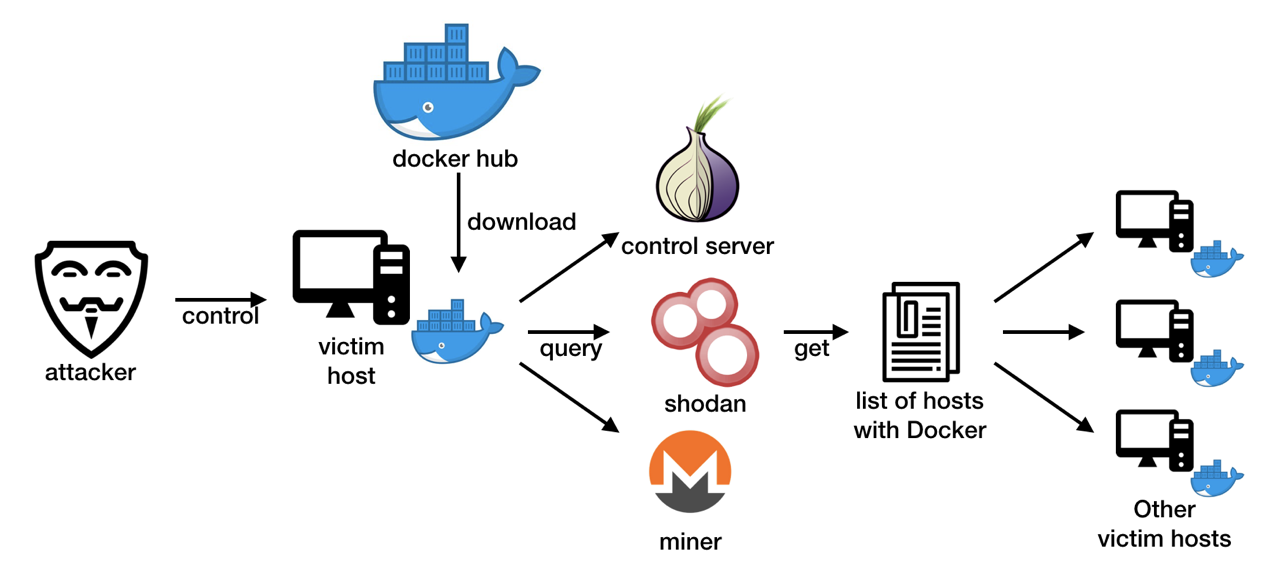 docker hub
download
control server
attacker
control
victim
host
query
shodan
get
list of hosts
with Docker
miner
Other
victim hosts